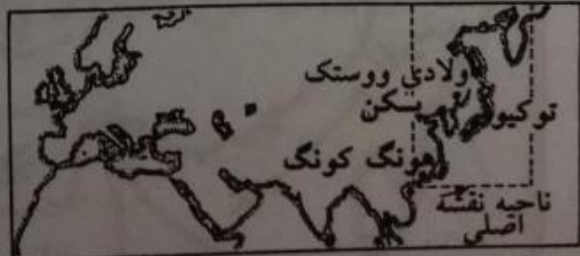 ولادی ووستک
پکن
توکیو
هونگ کونگ
ناحیه نقشه
اصلی